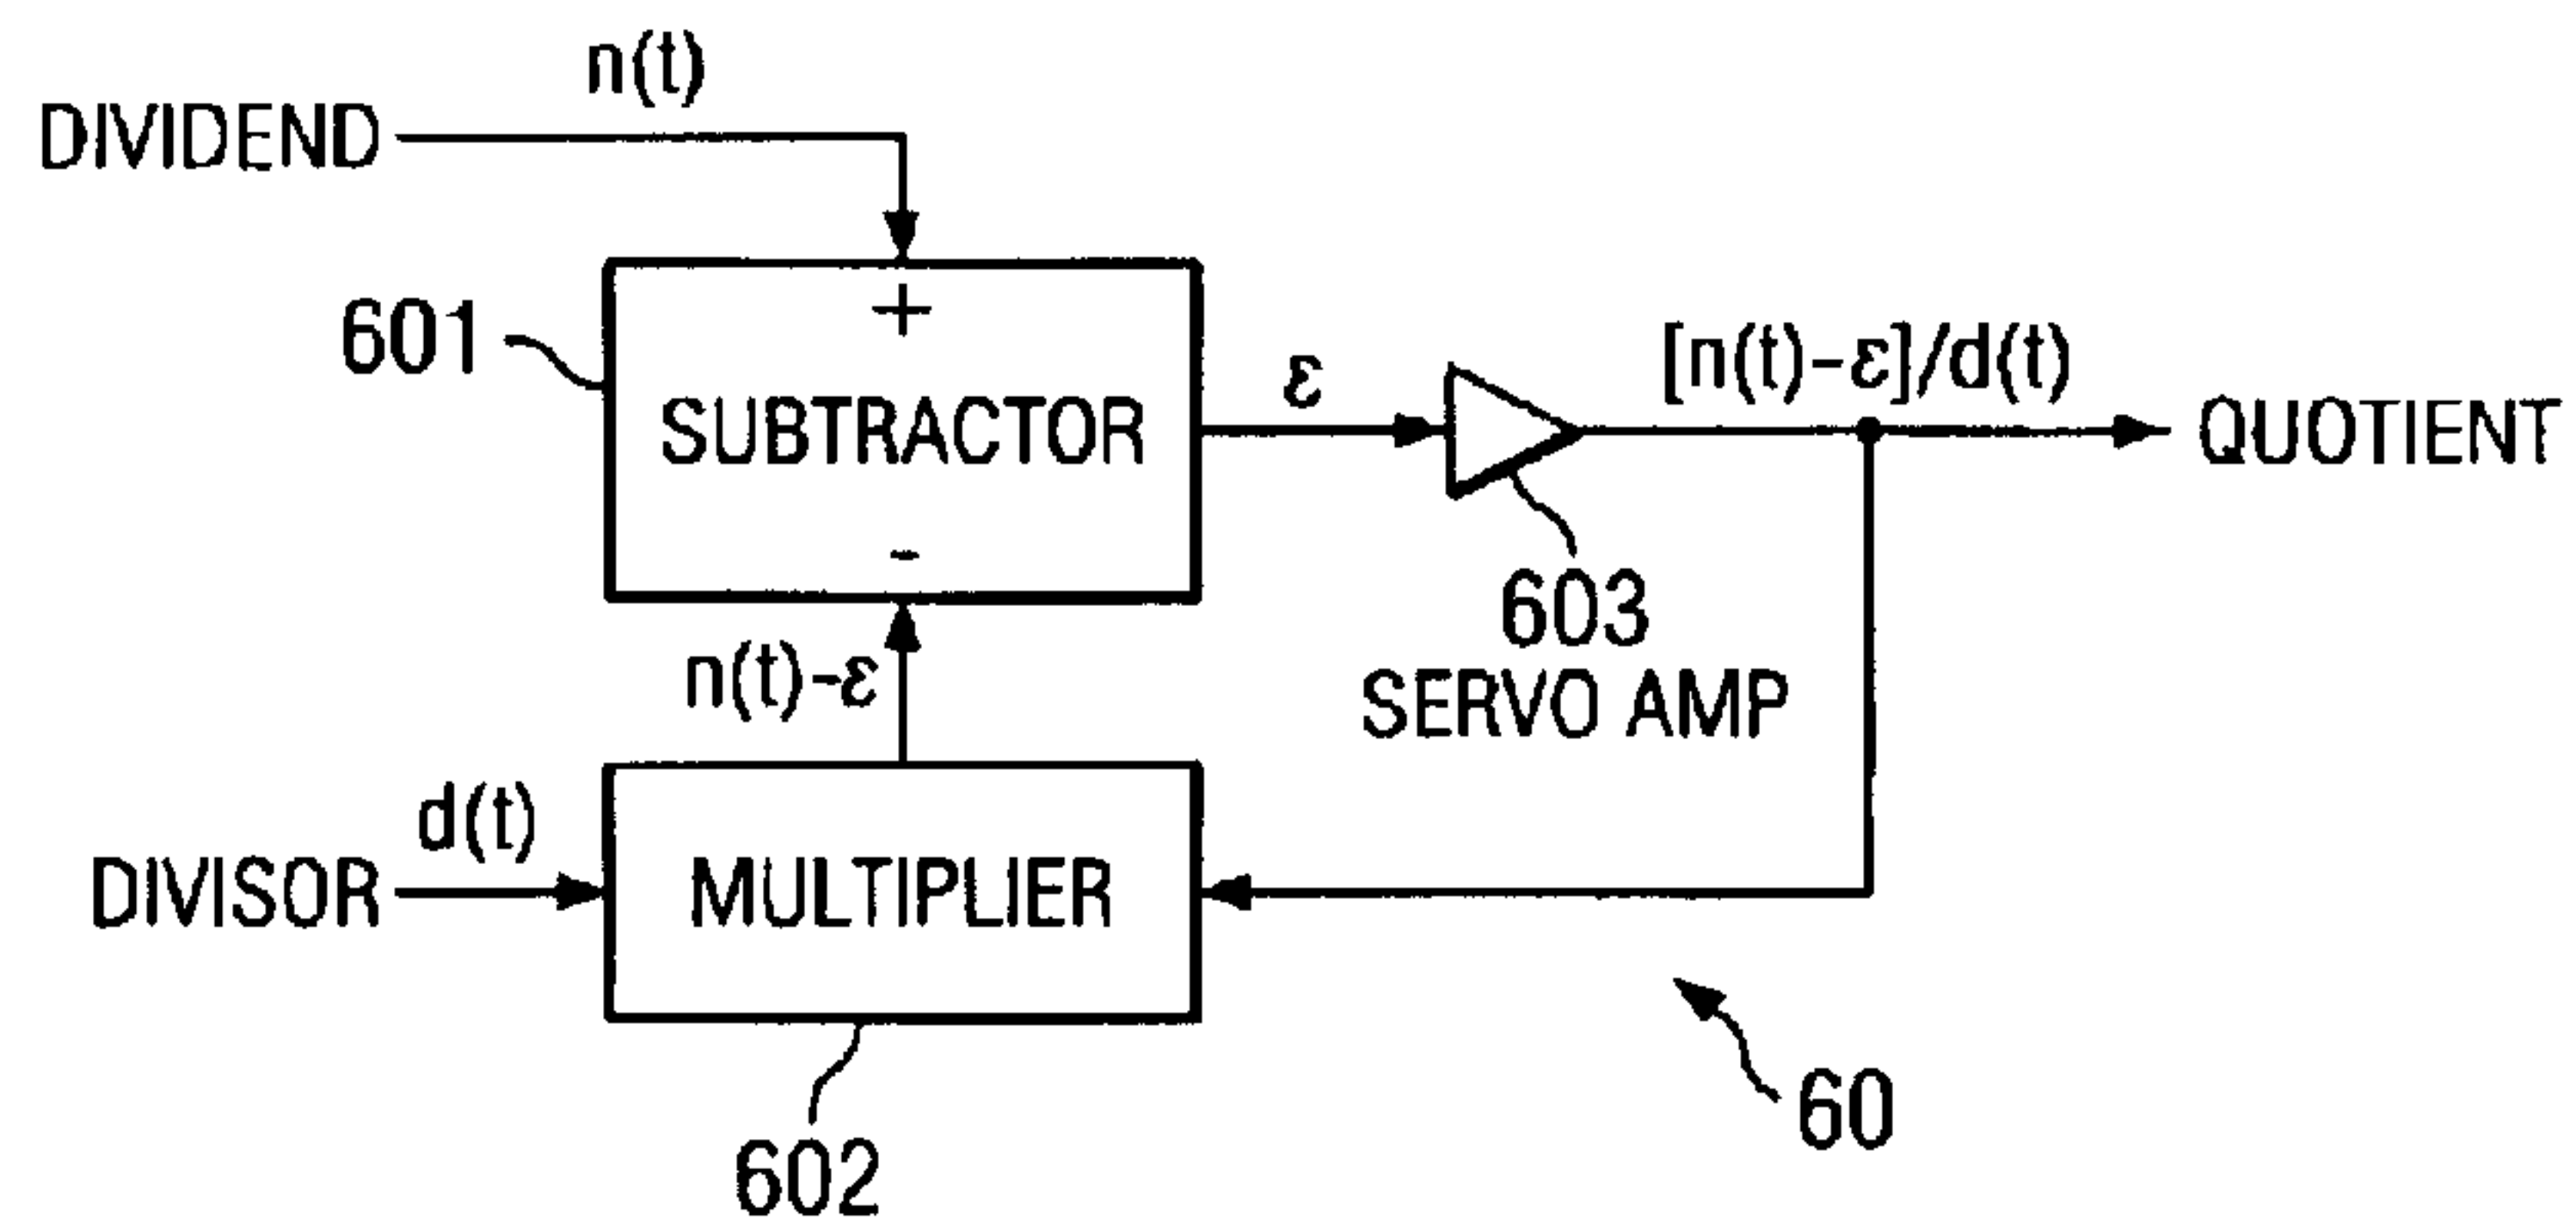 n(t)
DIVIDEND
601
+
SUBTRACTOR
-
ε
[n(t)-ε]/d(t)
QUOTIENT
603
SERVO AMP
n(t)-ε
d(t)
DIVISOR
MULTIPLIER
602
60